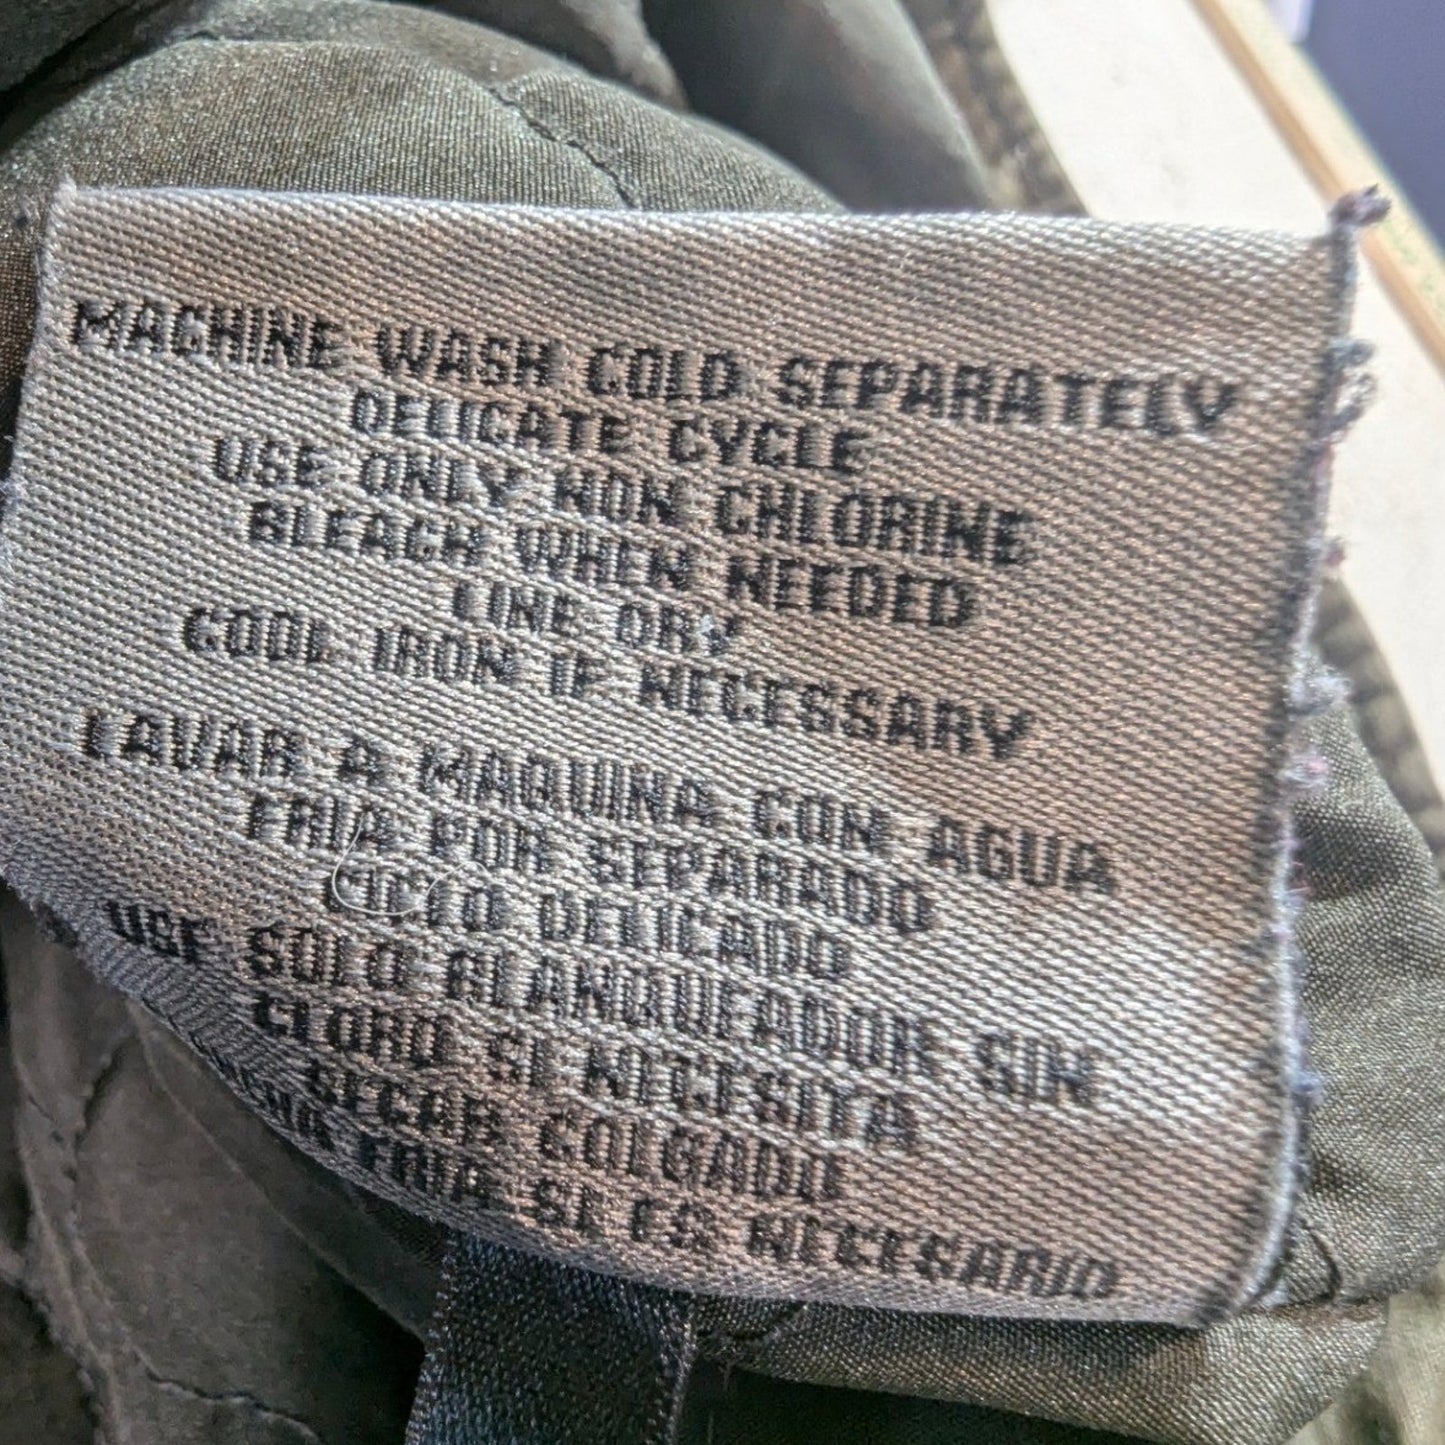 MACHINE WASH COLD SEPARATELY
DELICATE CYCLE
USE ONLY NON CHLORINE
BLEACH WHEN NEEDED
LINE DRY
COOL IRON IF NECESSARY
LAVAR A MAQUINA CON AGUA
FRIA POR SEPARADO
CICLO DELICADO
USE SOLO BLANQUEADOR SIN
CLORO SI NECESITA
SECAR COLGADO
FRIA SI ES NECESARIO